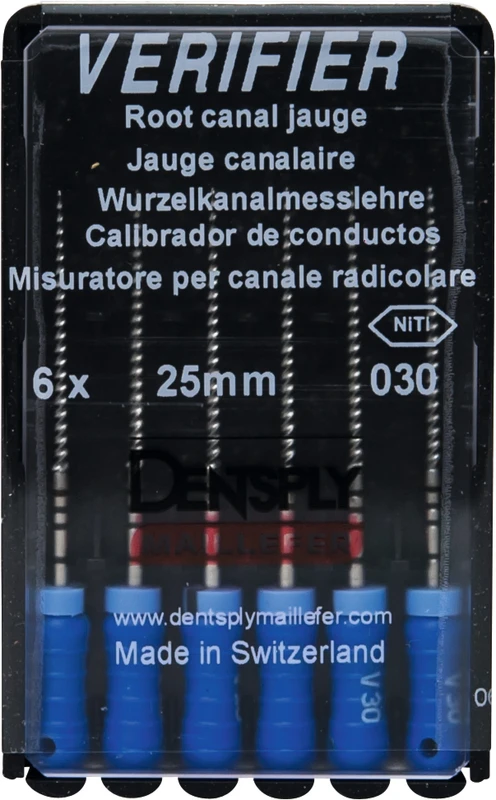 VERIFIER
Root canal jauge
Jauge canalaire
Wurzelkanalmesslehre
Calibrador de conductos
Misuratore per canale radicolare
NiTi
6 x 25mm 030
DENTSPLY
MAILLEFER
www.dentsplymaillefer.com
Made in Switzerland
V 30